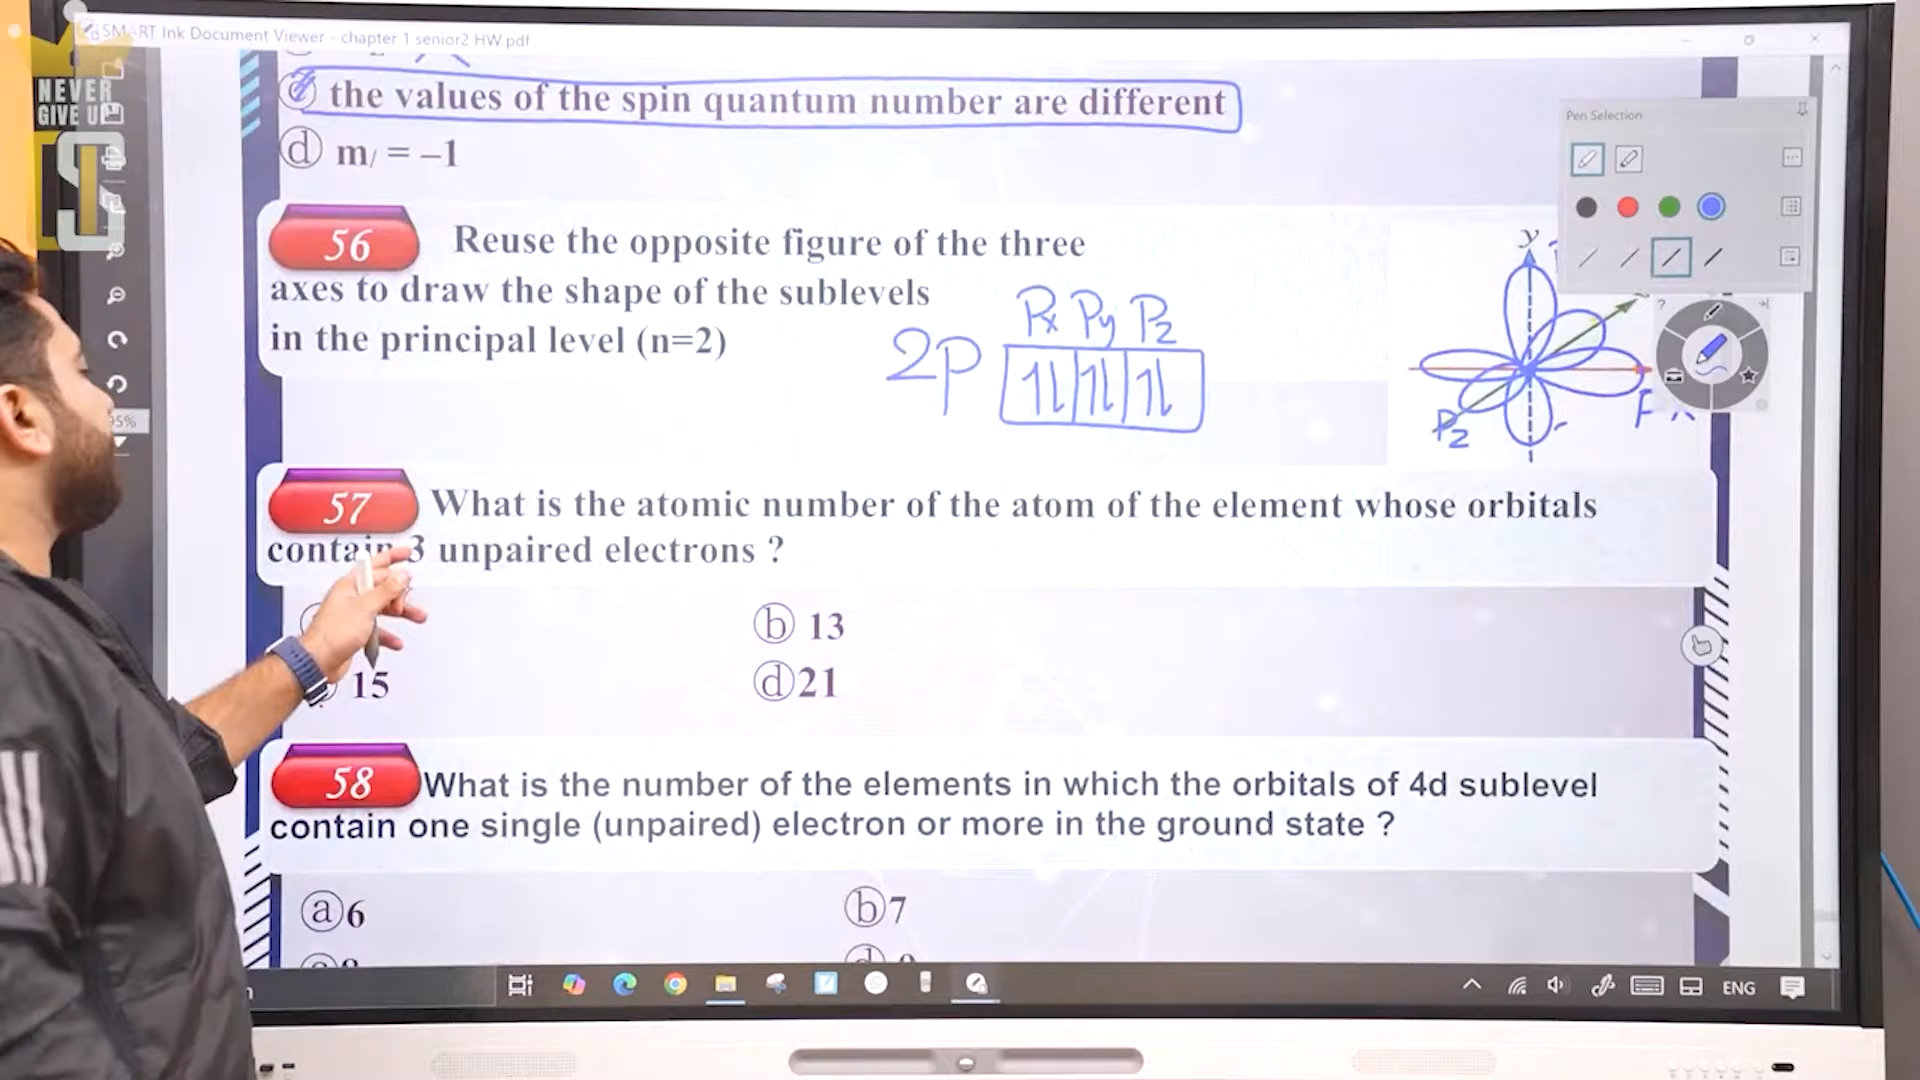 SMART Ink Document Viewer - chapter 1 senior2 HW.pdf
NEVER
GIVE UP
the values of the spin quantum number are different
ⓓ m/ = –1
Pen Selection
56 Reuse the opposite figure of the three
axes to draw the shape of the sublevels
in the principal level (n=2)
Px Py Pz
2P
y
Pz
57 What is the atomic number of the atom of the element whose orbitals
contain 3 unpaired electrons ?
ⓑ 13
15
ⓓ 21
58 What is the number of the elements in which the orbitals of 4d sublevel
contain one single (unpaired) electron or more in the ground state ?
ⓐ 6
ⓑ 7
ENG